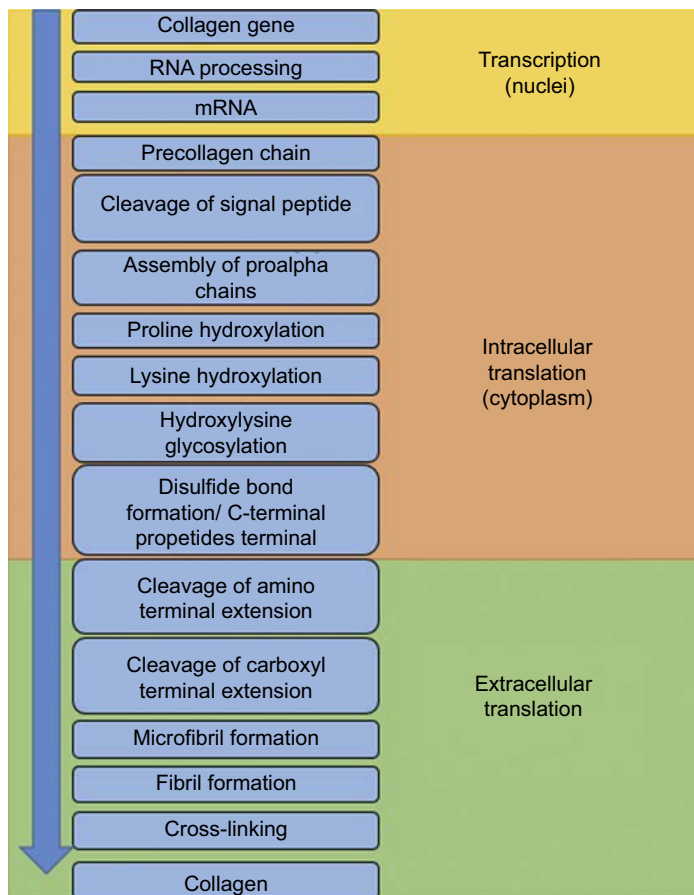 Collagen gene
RNA processing
mRNA
Transcription
(nuclei)
Precollagen chain
Cleavage of signal peptide
Assembly of proalpha
chains
Proline hydroxylation
Lysine hydroxylation
Hydroxylysine
glycosylation
Disulfide bond
formation/ C-terminal
propetides terminal
Intracellular
translation
(cytoplasm)
Cleavage of amino
terminal extension
Cleavage of carboxyl
terminal extension
Microfibril formation
Fibril formation
Cross-linking
Collagen
Extracellular
translation